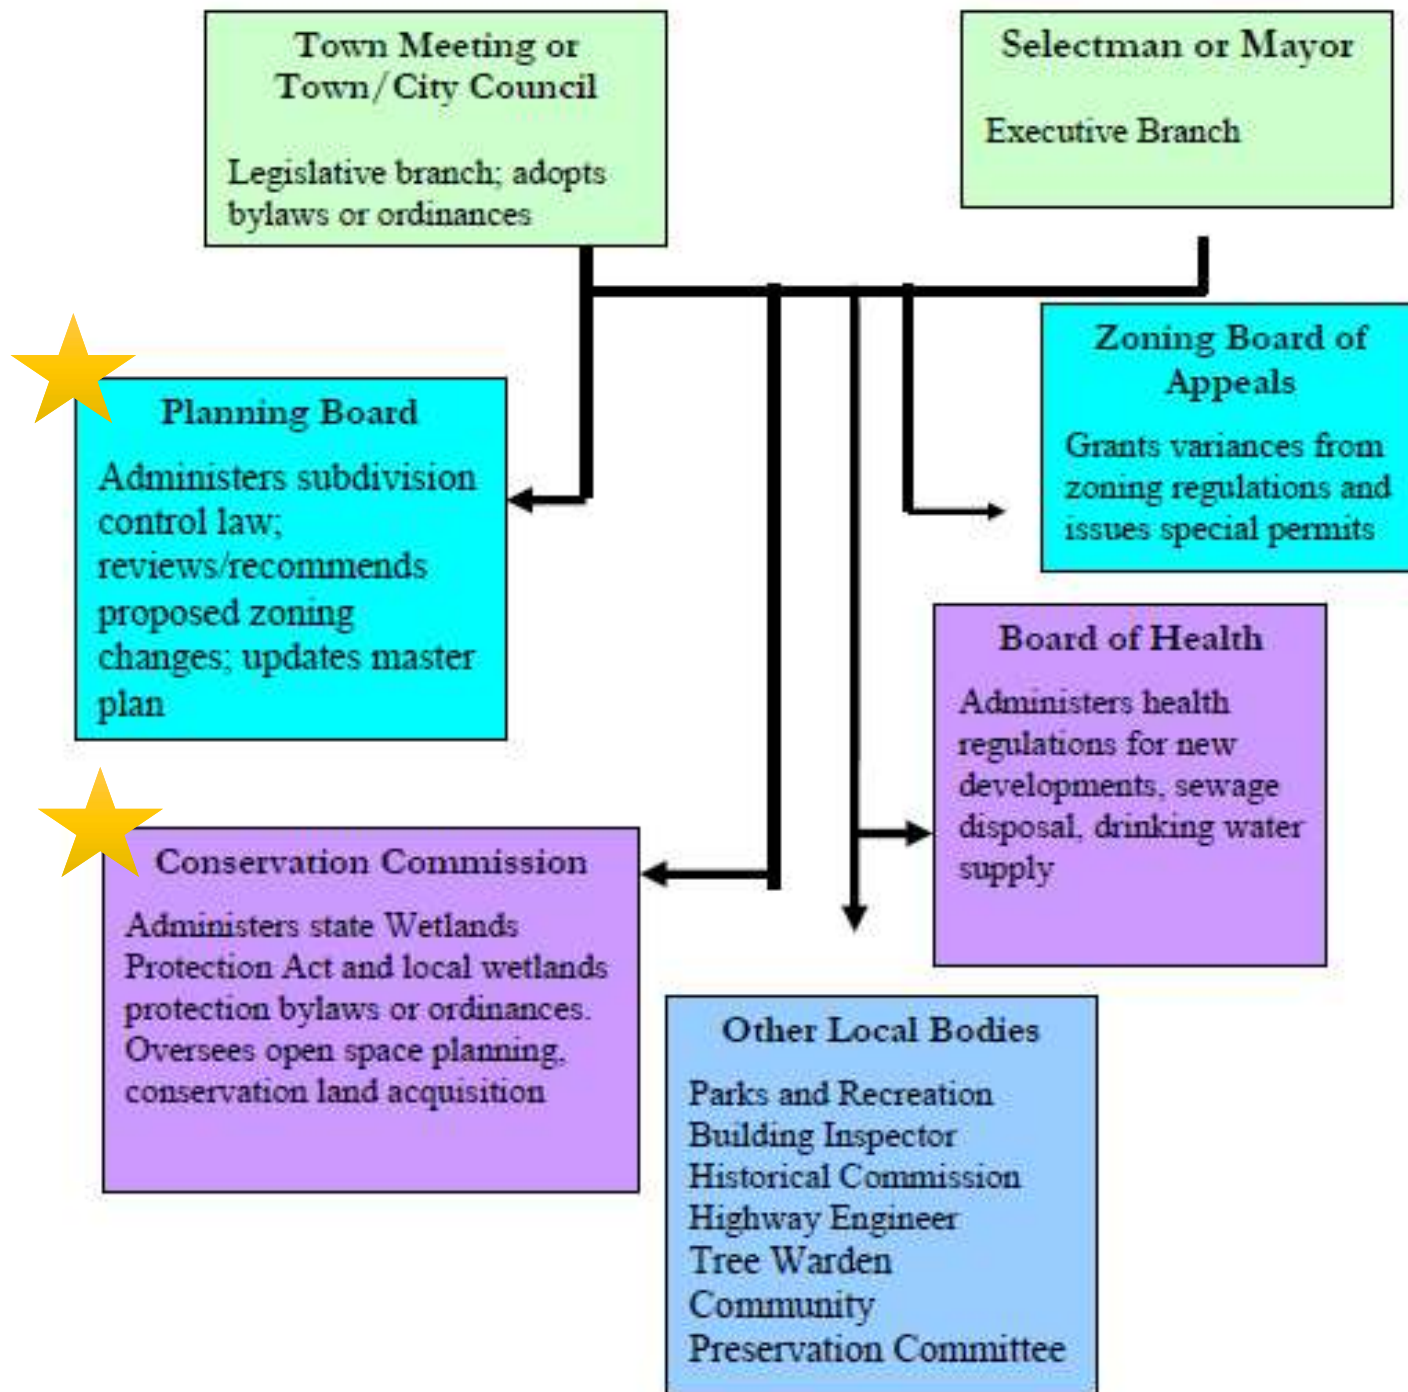 Town Meeting or
Town/City Council
Legislative branch; adopts
bylaws or ordinances
Selectman or Mayor
Executive Branch
Planning Board
Administers subdivision
control law;
reviews/recommends
proposed zoning
changes; updates master
plan
Zoning Board of
Appeals
Grants variances from
zoning regulations and
issues special permits
Board of Health
Administers health
regulations for new
developments, sewage
disposal, drinking water
supply
Conservation Commission
Administers state Wetlands
Protection Act and local wetlands
protection bylaws or ordinances.
Oversees open space planning,
conservation land acquisition
Other Local Bodies
Parks and Recreation
Building Inspector
Historical Commission
Highway Engineer
Tree Warden
Community
Preservation Committee